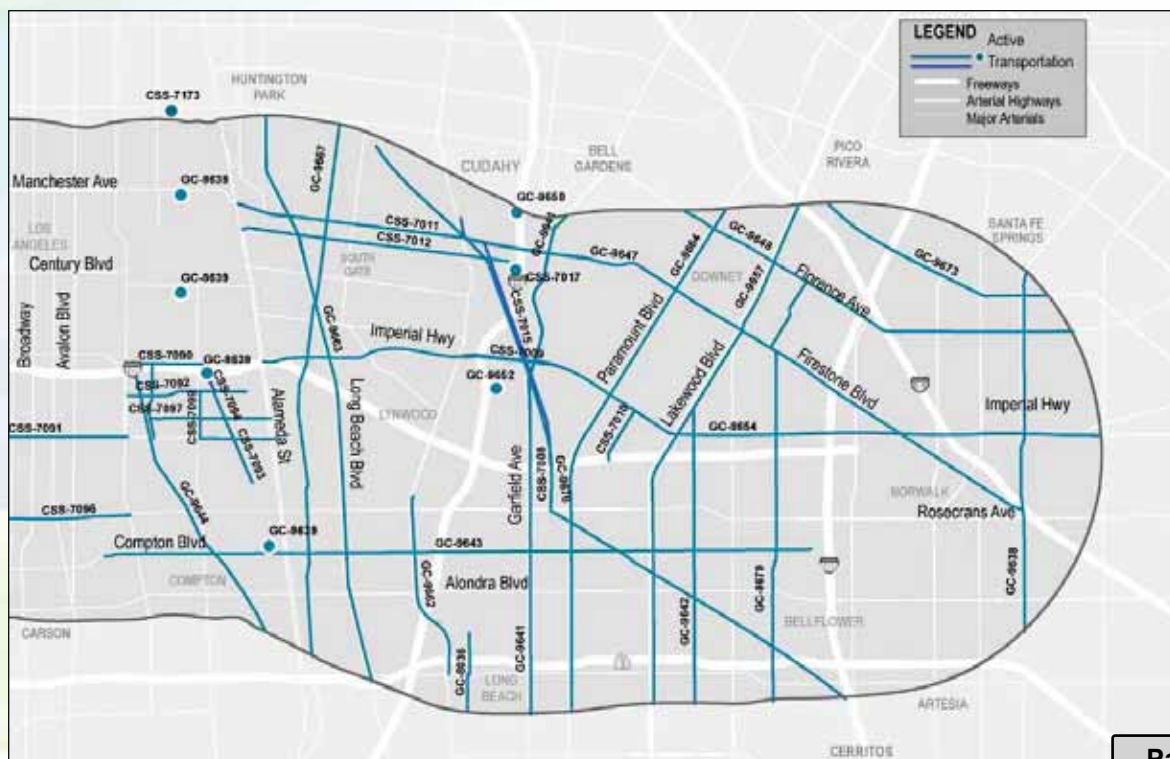 LEGEND
Active
Transportation
Freeways
Arterial Highways
Major Arterials
HUNTINGTON
PARK
CSS-7173
CUDAHY
BELL
GARDENS
PICO
RIVERA
GC-9667
Manchester Ave
GC-9639
GC-9650
SANTA FE
SPRINGS
LOS
ANGELES
CSS-7011
CSS-7012
GC-9647
GC-9664
GC-9648
GC-9673
Century Blvd
SOUTH
GATE
CSS-7017
DOWNEY
GC-9657
Florence Ave
GC-9639
CSS-7015
Broadway
Avalon Blvd
Imperial Hwy
GC-9663
Paramount Blvd
CSS-7090
GC-9639
CSS-7009
Firestone Blvd
CSS-7092
CSS-7094
GC-9652
Lakewood Blvd
CSS-7097
Alameda St
Long Beach Blvd
LYNWOOD
CSS-7010
Imperial Hwy
CSS-7091
CSS-7093
GC-9654
Garfield Ave
CSS-7008
NORWALK
CSS-7096
GC-9644
Rosecrans Ave
Compton Blvd
GC-9639
GC-9643
COMPTON
GC-9662
Alondra Blvd
GC-9642
GC-9679
GC-9638
BELLFLOWER
CARSON
GC-9641
LONG
BEACH
ARTESIA
CERRITOS